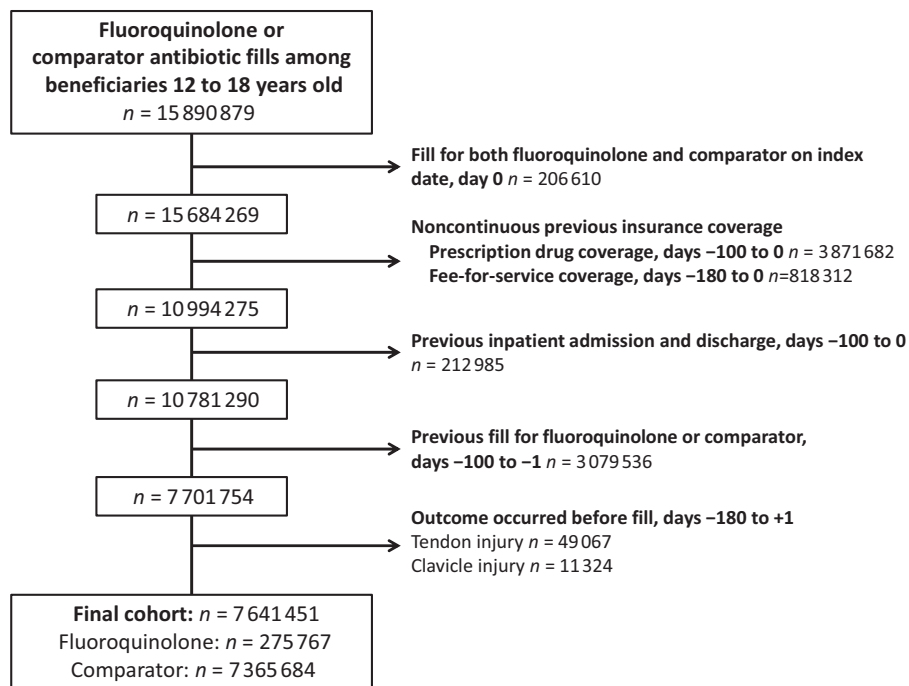 Fluoroquinolone or
comparator antibiotic fills among
beneficiaries 12 to 18 years old
n = 15 890 879
Fill for both fluoroquinolone and comparator on index
date, day 0 n = 206 610
n = 15 684 269
Noncontinuous previous insurance coverage
Prescription drug coverage, days −100 to 0 n = 3 871 682
Fee-for-service coverage, days −180 to 0 n=818 312
n = 10 994 275
Previous inpatient admission and discharge, days −100 to 0
n = 212 985
n = 10 781 290
Previous fill for fluoroquinolone or comparator,
days −100 to −1 n = 3 079 536
n = 7 701 754
Outcome occurred before fill, days −180 to +1
Tendon injury n = 49 067
Clavicle injury n = 11 324
Final cohort: n = 7 641 451
Fluoroquinolone: n = 275 767
Comparator: n = 7 365 684